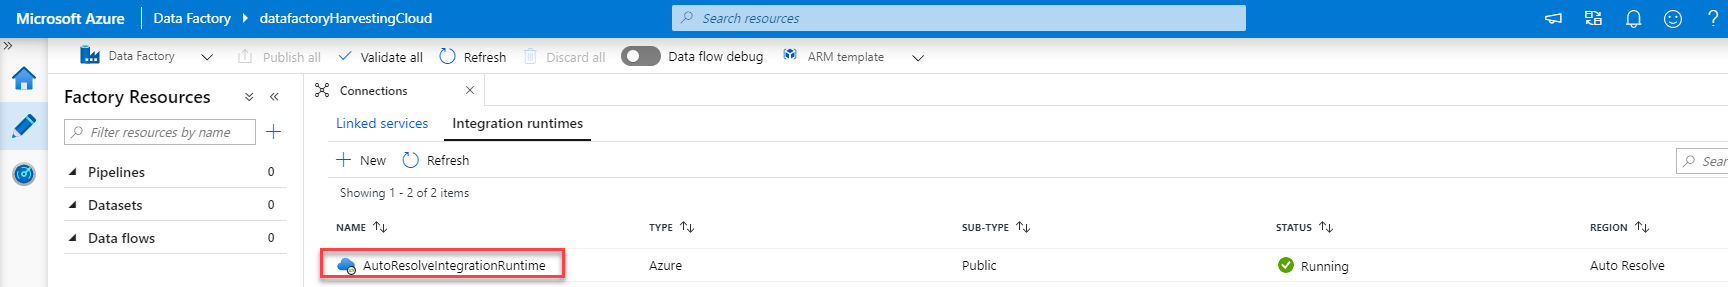 Microsoft Azure Data Factory datafactoryHarvestingCloud Search resources
Data Factory Publish all Validate all Refresh Discard all Data flow debug ARM template
Factory Resources
Connections
Filter resources by name
Linked services Integration runtimes
New Refresh
Pipelines 0
Showing 1 - 2 of 2 items
Datasets 0
Data flows 0
NAME TYPE SUB-TYPE STATUS REGION
AutoResolveIntegrationRuntime Azure Public Running Auto Resolve